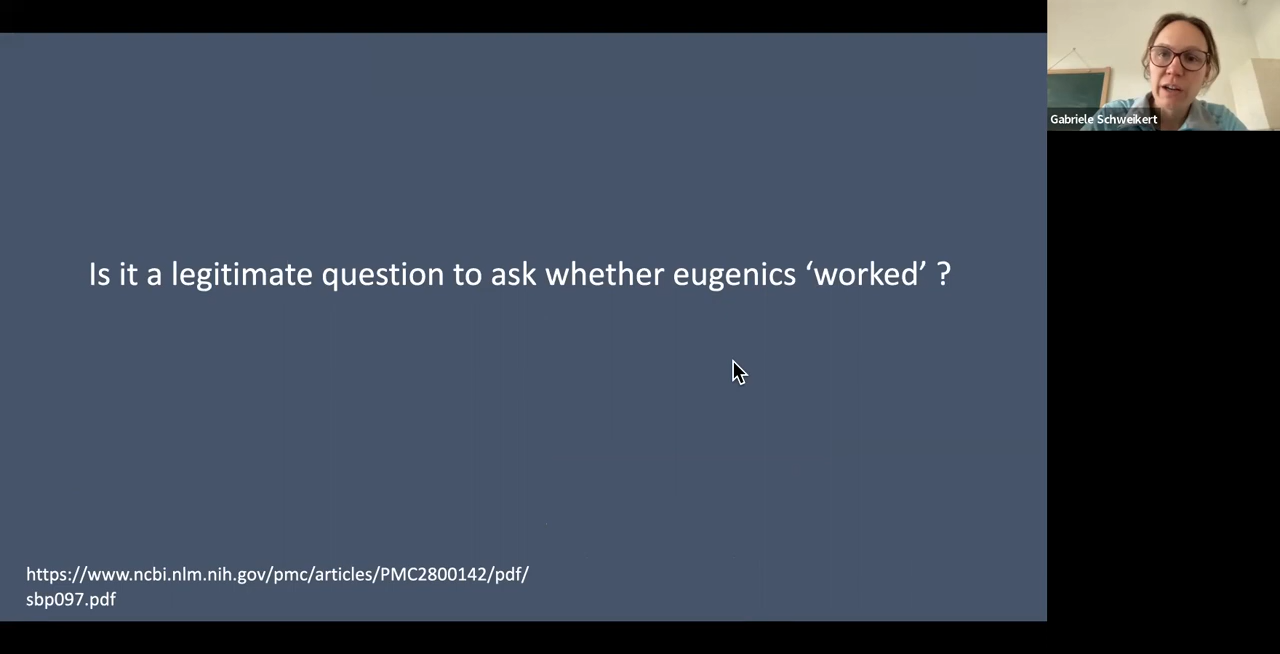 Is it a legitimate question to ask whether eugenics ‘worked’ ?
https://www.ncbi.nlm.nih.gov/pmc/articles/PMC2800142/pdf/
sbp097.pdf
Gabriele Schweikert